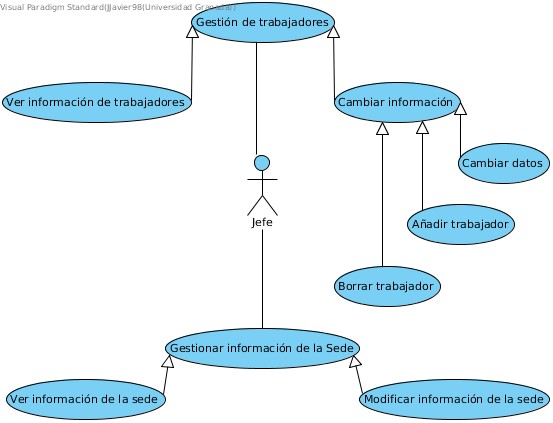 Visual Paradigm Standard(JJavier98(Universidad Granada))
Gestión de trabajadores
Ver información de trabajadores
Cambiar información
Cambiar datos
Añadir trabajador
Jefe
Borrar trabajador
Gestionar información de la Sede
Ver información de la sede
Modificar información de la sede